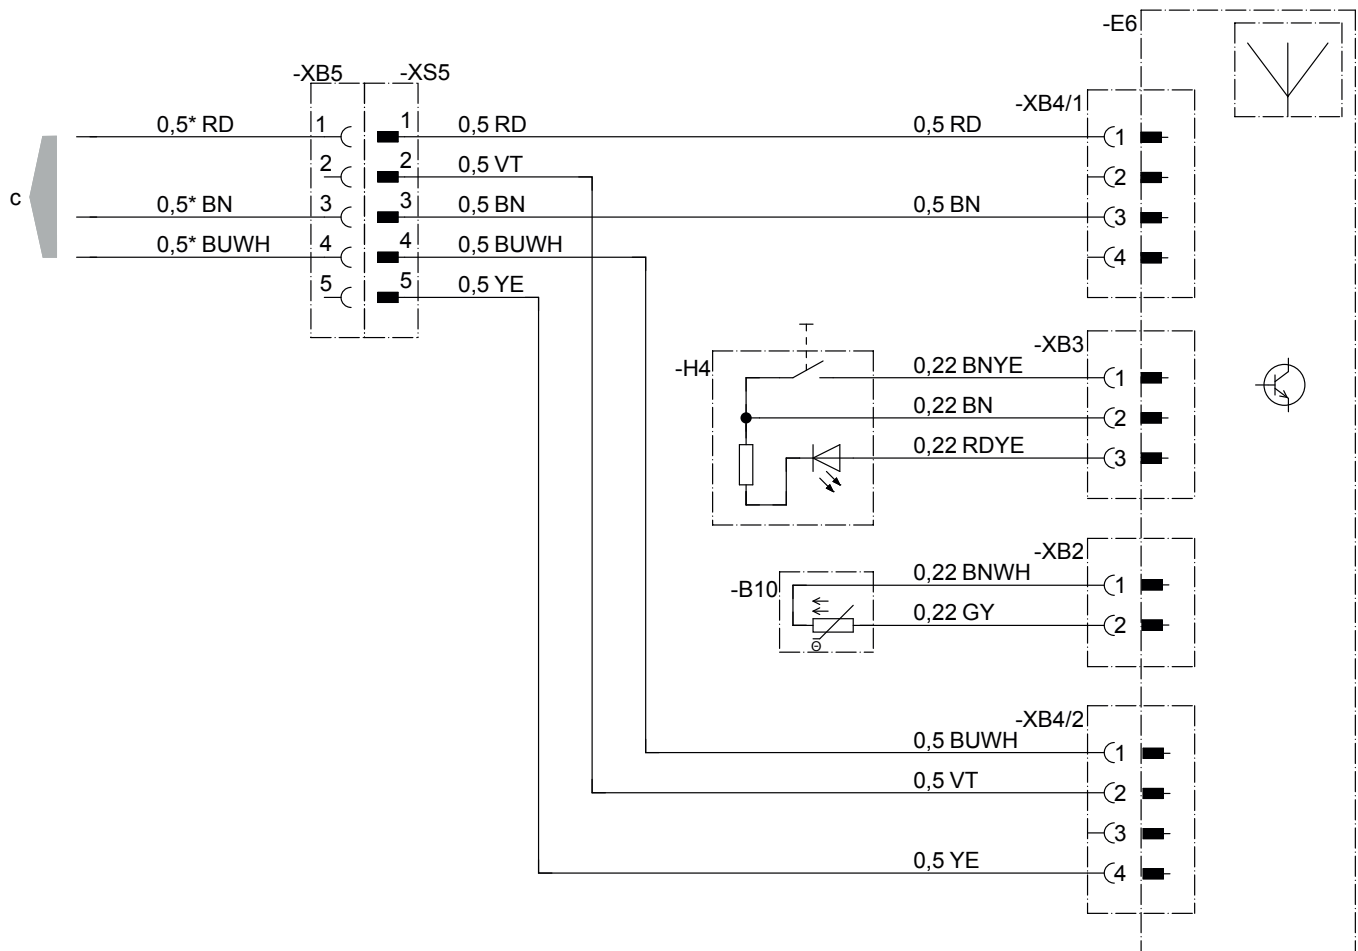 -E6
-XB5 -XS5
-XB4/1
0,5* RD 1 1 0,5 RD 0,5 RD 1
2 2 0,5 VT 2
c
0,5* BN 3 3 0,5 BN 0,5 BN 3
0,5* BUWH 4 4 0,5 BUWH 4
5 5 0,5 YE
-XB3
-H4 0,22 BNYE 1
0,22 BN 2
0,22 RDYE 3
-XB2
-B10 0,22 BNWH 1
0,22 GY 2
Θ
-XB4/2
0,5 BUWH 1
0,5 VT 2
3
0,5 YE 4